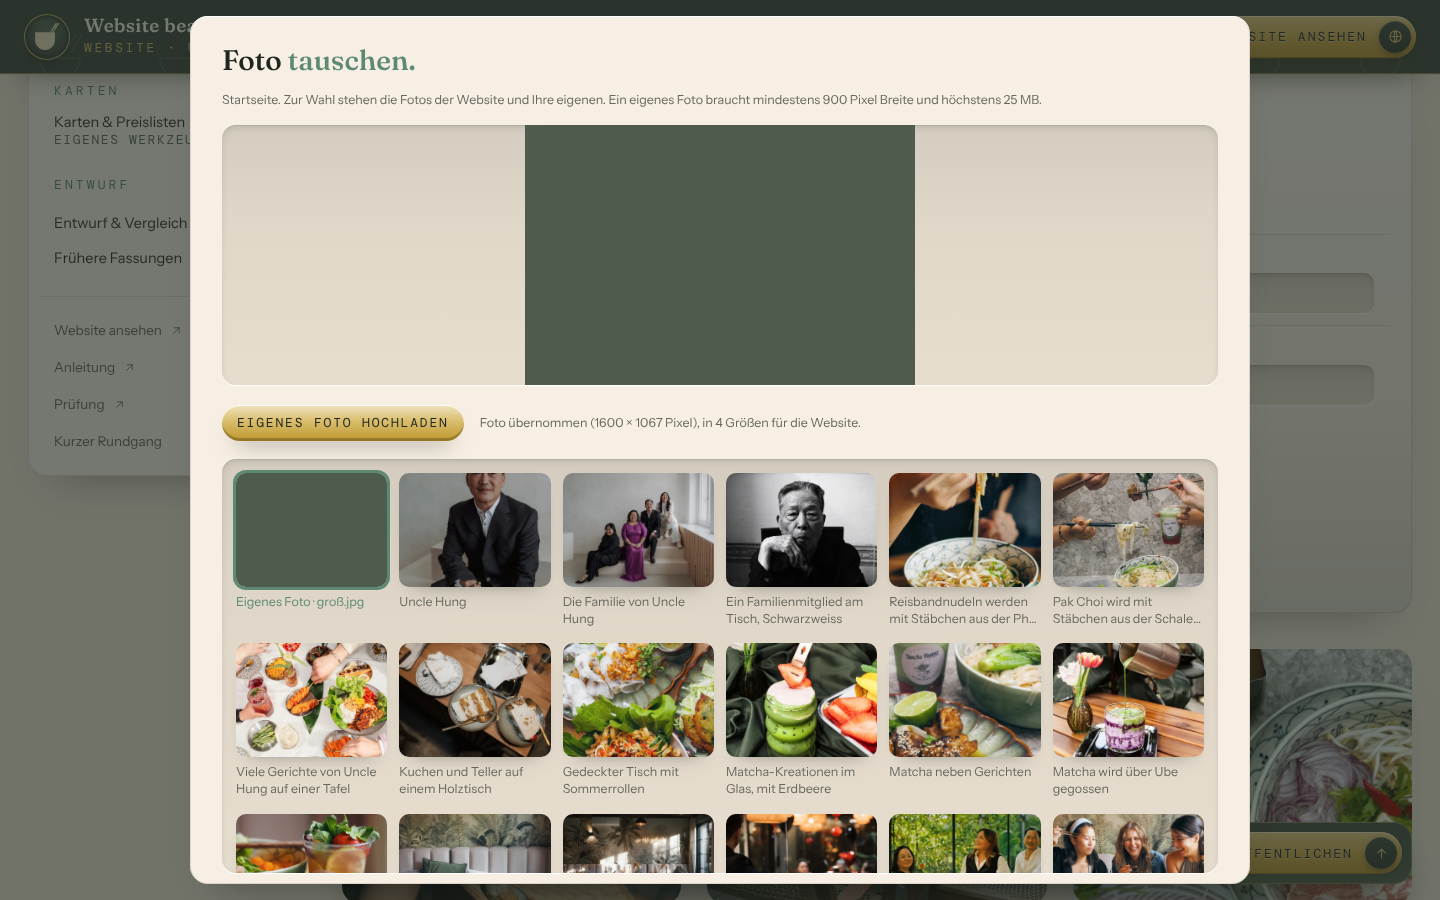 Website bea
WEBSITE ·
SITE ANSEHEN
KARTEN
Karten & Preislisten
EIGENES WERKZEU
ENTWURF
Entwurf & Vergleich
Frühere Fassungen
Website ansehen
Anleitung
Prüfung
Kurzer Rundgang
Foto tauschen.
Startseite. Zur Wahl stehen die Fotos der Website und Ihre eigenen. Ein eigenes Foto braucht mindestens 900 Pixel Breite und höchstens 25 MB.
EIGENES FOTO HOCHLADEN
Foto übernommen (1600 × 1067 Pixel), in 4 Größen für die Website.
Eigenes Foto · groß.jpg
Uncle Hung
Die Familie von Uncle
Hung
Ein Familienmitglied am
Tisch, Schwarzweiss
Reisbandnudeln werden
mit Stäbchen aus der Ph…
Pak Choi wird mit
Stäbchen aus der Schale…
Viele Gerichte von Uncle
Hung auf einer Tafel
Kuchen und Teller auf
einem Holztisch
Gedeckter Tisch mit
Sommerrollen
Matcha-Kreationen im
Glas, mit Erdbeere
Matcha neben Gerichten
Matcha wird über Ube
gegossen
FENTLICHEN